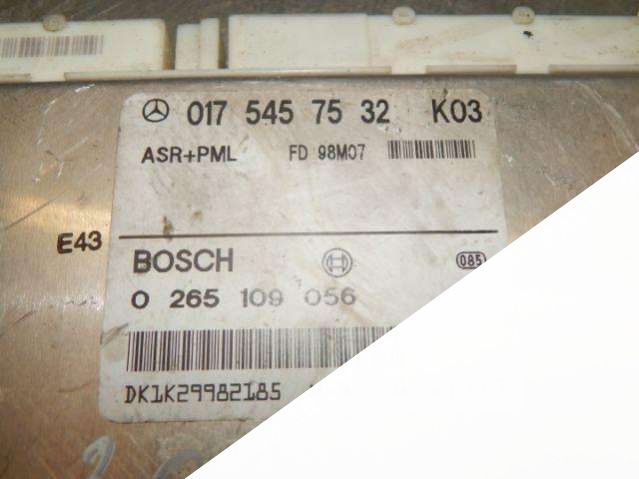 017 545 75 32 K03
ASR+PML FD 98M07
E43
BOSCH 085
0 265 109 056
DK1K29982185